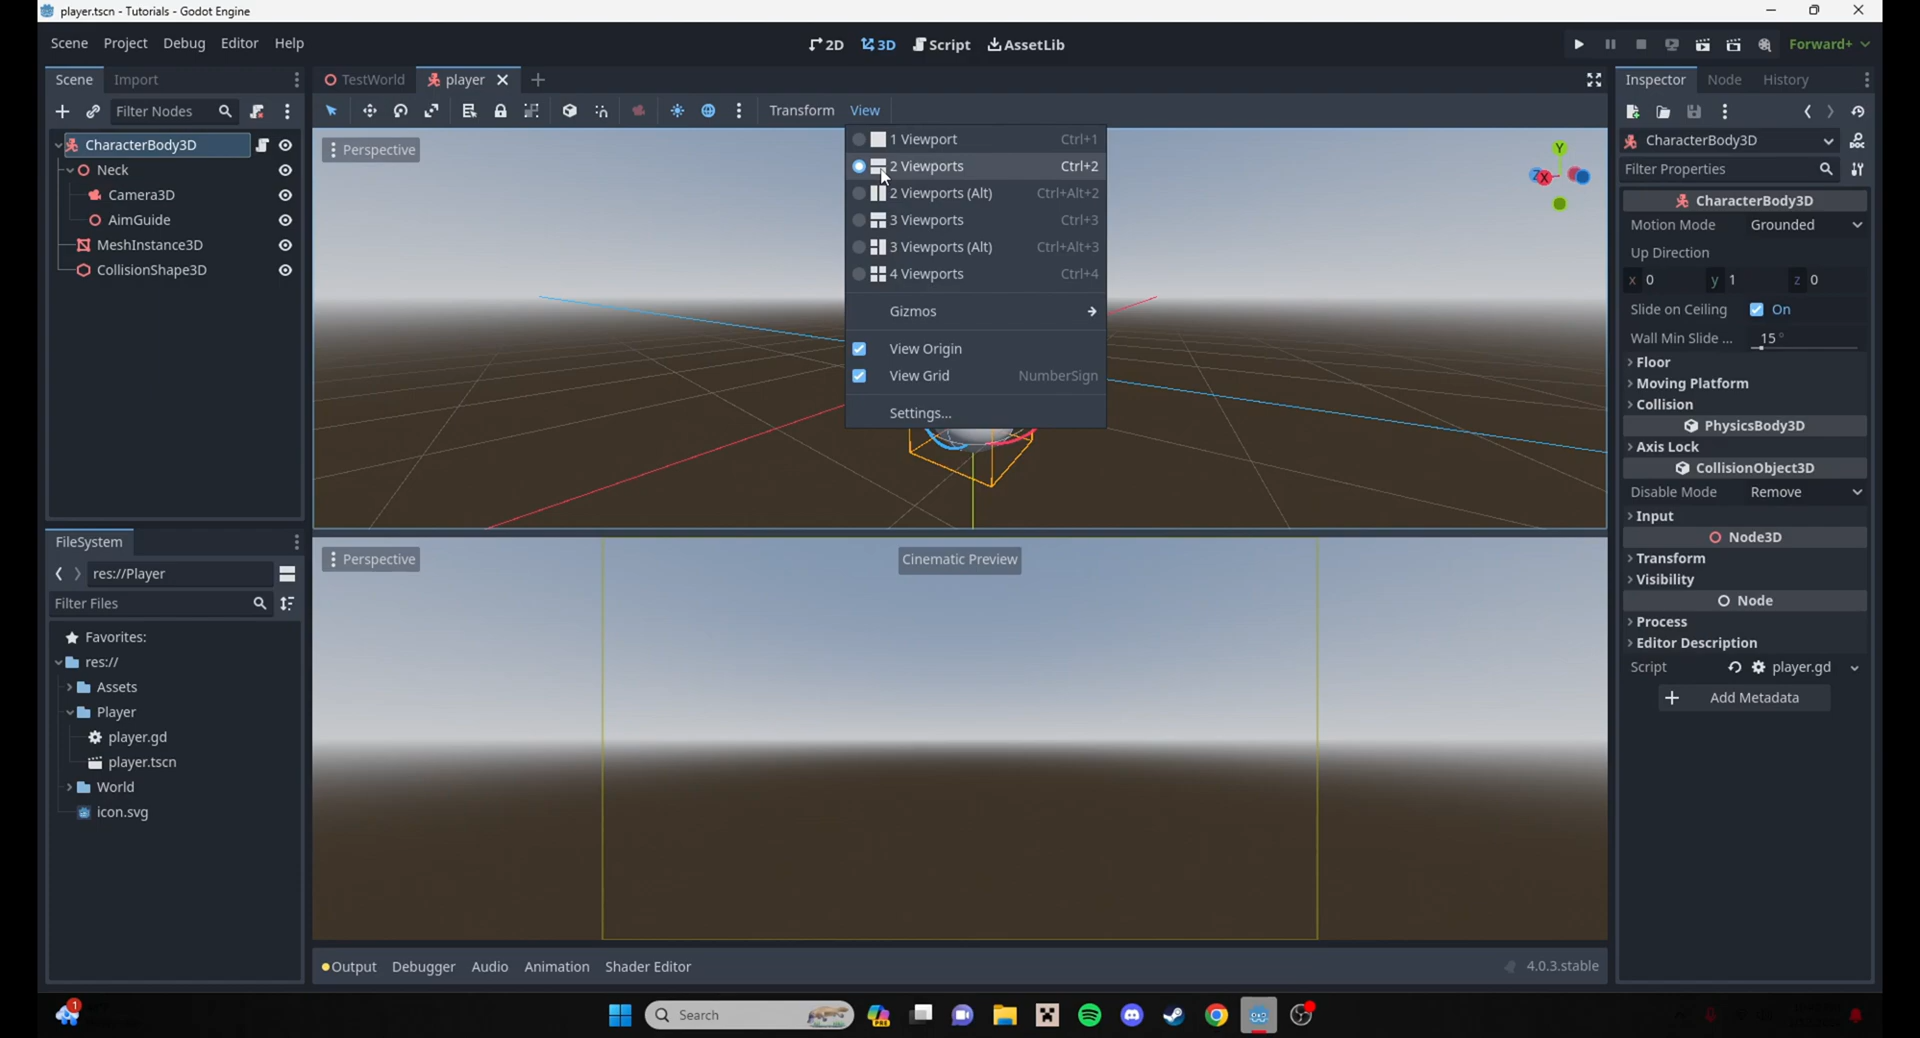 player.tscn - Tutorials - Godot Engine
Scene Project Debug Editor Help
2D 3D Script AssetLib
Forward+
Scene Import
TestWorld player
Inspector Node History
Filter Nodes
Transform View
CharacterBody3D
Neck
Camera3D
AimGuide
MeshInstance3D
CollisionShape3D
Perspective
1 Viewport Ctrl+1
2 Viewports Ctrl+2
2 Viewports (Alt) Ctrl+Alt+2
3 Viewports Ctrl+3
3 Viewports (Alt) Ctrl+Alt+3
4 Viewports Ctrl+4
Gizmos
View Origin
View Grid NumberSign
Settings...
Y
Z X
CharacterBody3D
Filter Properties
CharacterBody3D
Motion Mode Grounded
Up Direction
x 0 y 1 z 0
Slide on Ceiling On
Wall Min Slide ... 15 °
Floor
Moving Platform
Collision
PhysicsBody3D
Axis Lock
CollisionObject3D
Disable Mode Remove
Input
Node3D
Transform
Visibility
Node
Process
Editor Description
Script player.gd
Add Metadata
FileSystem
res://Player
Filter Files
Favorites:
res://
Assets
Player
player.gd
player.tscn
World
icon.svg
Perspective Cinematic Preview
Output Debugger Audio Animation Shader Editor 4.0.3.stable
1
Search
PRE